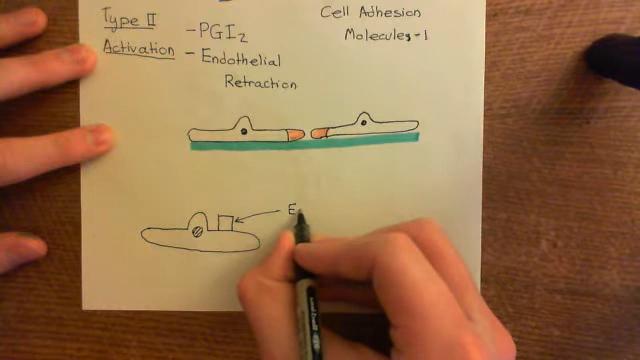 Type II
Activation
- PGI2
- Endothelial
Retraction
Cell Adhesion
Molecules-1
E